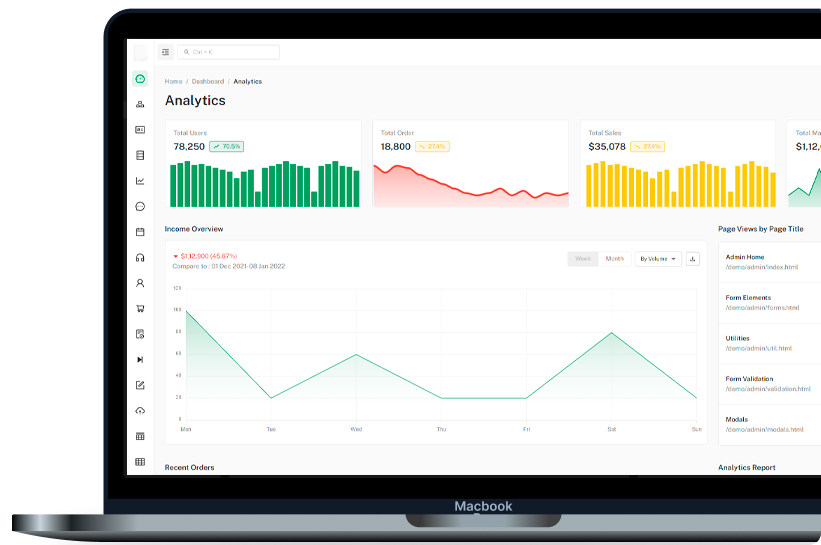 Ctrl + K
Home / Dashboard / Analytics
Analytics
Total Users
78,250 70.5%
Total Order
18,800 27.4%
Total Sales
$35,078 27.4%
Total Ma
$1,12,
Income Overview
$1,12,900 (45.67%)
Compare to : 01 Dec 2021-08 Jan 2022
Week Month By Volume
120
100
80
60
40
20
0
Mon Tue Wed Thu Fri Sat Sun
Page Views by Page Title
Admin Home
/demo/admin/index.html
Form Elements
/demo/admin/forms.html
Utilities
/demo/admin/util.html
Form Validation
/demo/admin/validation.html
Modals
/demo/admin/modals.html
Recent Orders
Analytics Report
Macbook